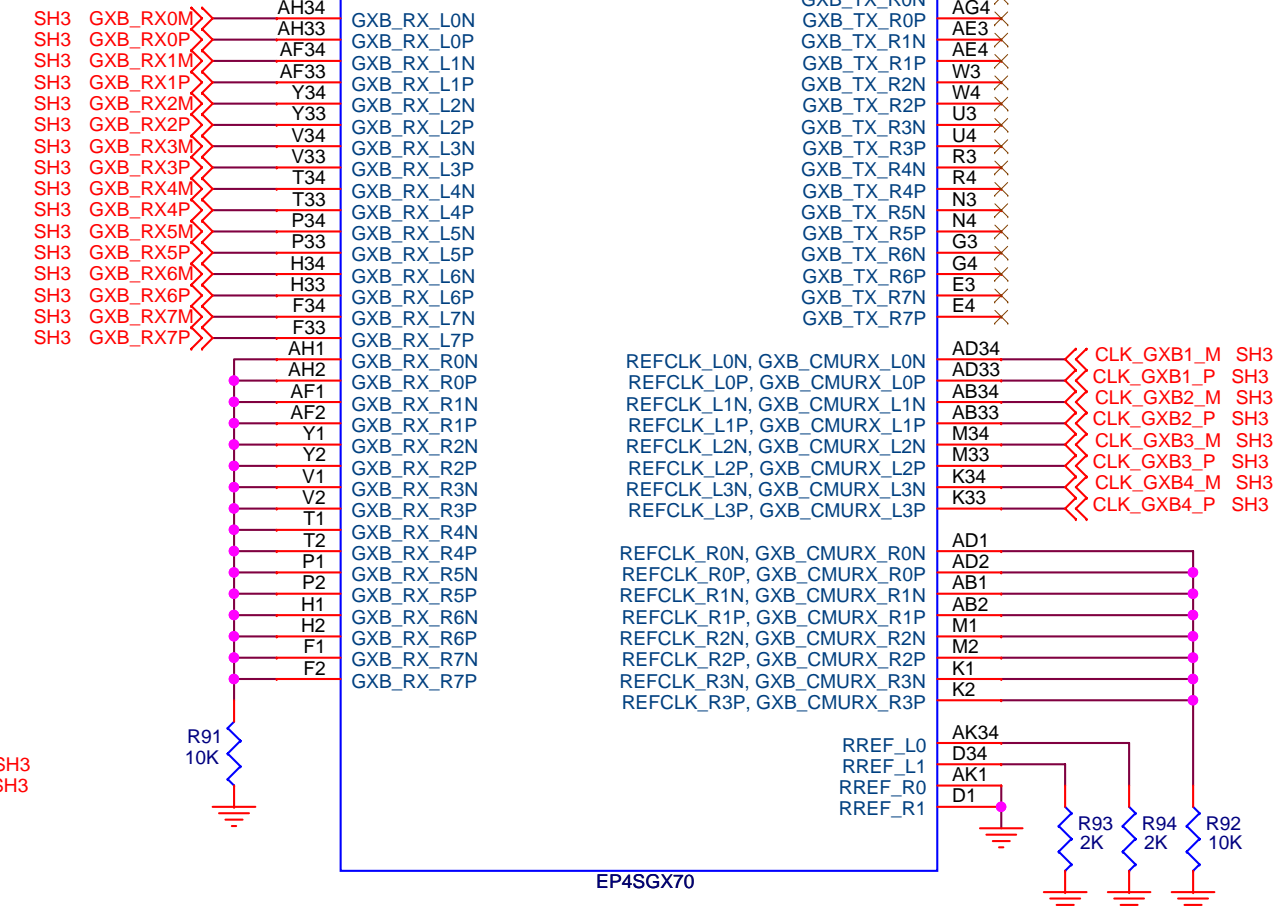 AH34 GXB_TX_R0N
SH3 GXB_RX0M GXB_RX_L0N GXB_TX_R0P AG4
SH3 GXB_RX0P AH33 GXB_RX_L0P GXB_TX_R1N AE3
SH3 GXB_RX1M AF34 GXB_RX_L1N GXB_TX_R1P AE4
SH3 GXB_RX1P AF33 GXB_RX_L1P GXB_TX_R2N W3
SH3 GXB_RX2M Y34 GXB_RX_L2N GXB_TX_R2P W4
SH3 GXB_RX2P Y33 GXB_RX_L2P GXB_TX_R3N U3
SH3 GXB_RX3M V34 GXB_RX_L3N GXB_TX_R3P U4
SH3 GXB_RX3P V33 GXB_RX_L3P GXB_TX_R4N R3
SH3 GXB_RX4M T34 GXB_RX_L4N GXB_TX_R4P R4
SH3 GXB_RX4P T33 GXB_RX_L4P GXB_TX_R5N N3
SH3 GXB_RX5M P34 GXB_RX_L5N GXB_TX_R5P N4
SH3 GXB_RX5P P33 GXB_RX_L5P GXB_TX_R6N G3
SH3 GXB_RX6M H34 GXB_RX_L6N GXB_TX_R6P G4
SH3 GXB_RX6P H33 GXB_RX_L6P GXB_TX_R7N E3
SH3 GXB_RX7M F34 GXB_RX_L7N GXB_TX_R7P E4
SH3 GXB_RX7P F33 GXB_RX_L7P
AH1 GXB_RX_R0N REFCLK_L0N, GXB_CMURX_L0N AD34 CLK_GXB1_M SH3
AH2 GXB_RX_R0P REFCLK_L0P, GXB_CMURX_L0P AD33 CLK_GXB1_P SH3
AF1 GXB_RX_R1N REFCLK_L1N, GXB_CMURX_L1N AB34 CLK_GXB2_M SH3
AF2 GXB_RX_R1P REFCLK_L1P, GXB_CMURX_L1P AB33 CLK_GXB2_P SH3
Y1 GXB_RX_R2N REFCLK_L2N, GXB_CMURX_L2N M34 CLK_GXB3_M SH3
Y2 GXB_RX_R2P REFCLK_L2P, GXB_CMURX_L2P M33 CLK_GXB3_P SH3
V1 GXB_RX_R3N REFCLK_L3N, GXB_CMURX_L3N K34 CLK_GXB4_M SH3
V2 GXB_RX_R3P REFCLK_L3P, GXB_CMURX_L3P K33 CLK_GXB4_P SH3
T1 GXB_RX_R4N
T2 GXB_RX_R4P REFCLK_R0N, GXB_CMURX_R0N AD1
P1 GXB_RX_R5N REFCLK_R0P, GXB_CMURX_R0P AD2
P2 GXB_RX_R5P REFCLK_R1N, GXB_CMURX_R1N AB1
H1 GXB_RX_R6N REFCLK_R1P, GXB_CMURX_R1P AB2
H2 GXB_RX_R6P REFCLK_R2N, GXB_CMURX_R2N M1
F1 GXB_RX_R7N REFCLK_R2P, GXB_CMURX_R2P M2
F2 GXB_RX_R7P REFCLK_R3N, GXB_CMURX_R3N K1
REFCLK_R3P, GXB_CMURX_R3P K2
R91
10K
RREF_L0 AK34
RREF_L1 D34
SH3 RREF_R0 AK1
SH3 RREF_R1 D1
R93 R94 R92
2K 2K 10K
EP4SGX70